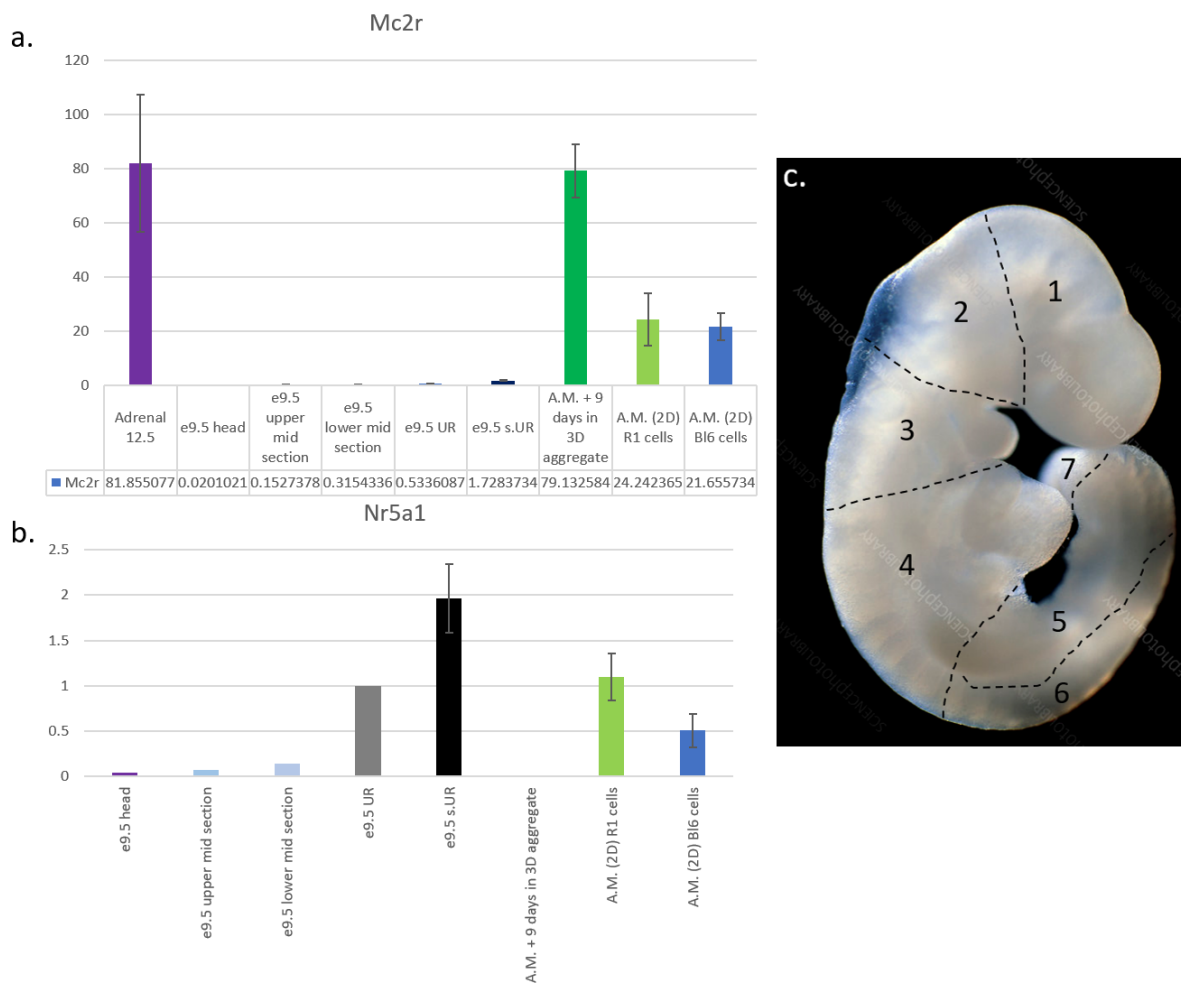 a.
Mc2r
120
100
80
60
40
20
0
Adrenal 12.5
e9.5 head
e9.5 upper mid section
e9.5 lower mid section
e9.5 UR
e9.5 s.UR
A.M. + 9 days in 3D aggregate
A.M. (2D) R1 cells
A.M. (2D) Bl6 cells
Mc2r 81.855077 0.0201021 0.1527378 0.3154336 0.5336087 1.7283734 79.132584 24.242365 21.655734
b.
Nr5a1
2.5
2
1.5
1
0.5
0
e9.5 head
e9.5 upper mid section
e9.5 lower mid section
e9.5 UR
e9.5 s.UR
A.M. + 9 days in 3D aggregate
A.M. (2D) R1 cells
A.M. (2D) Bl6 cells
c.
1
2
3
4
5
6
7
SCIENCEphotOLIBRARY